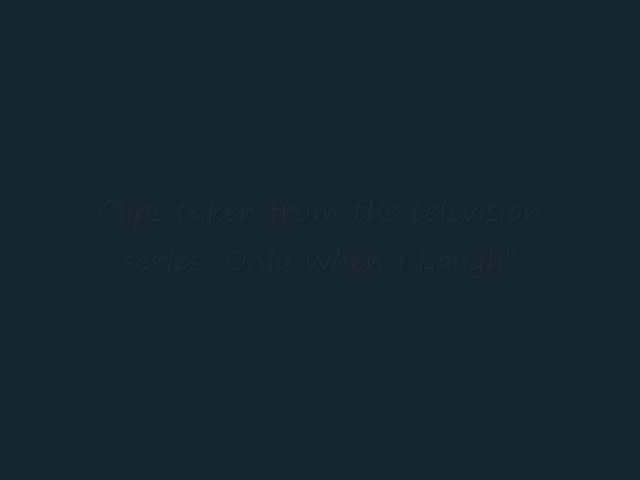 Clips taken from the television
series "Only When I Laugh"